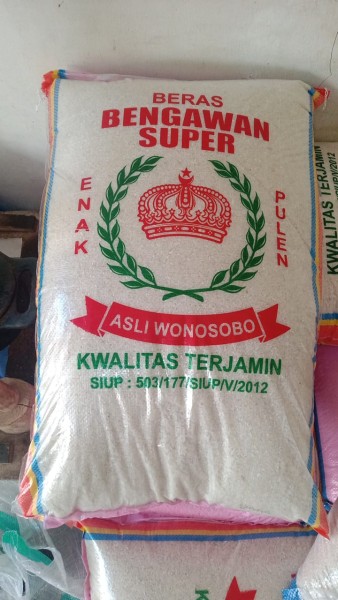 BERAS
BENGAWAN
SUPER
ENAK
PULEN
ASLI WONOSOBO
KWALITAS TERJAMIN
SIUP : 503/177/SIUP/V/2012
KWALITAS TERJAMIN